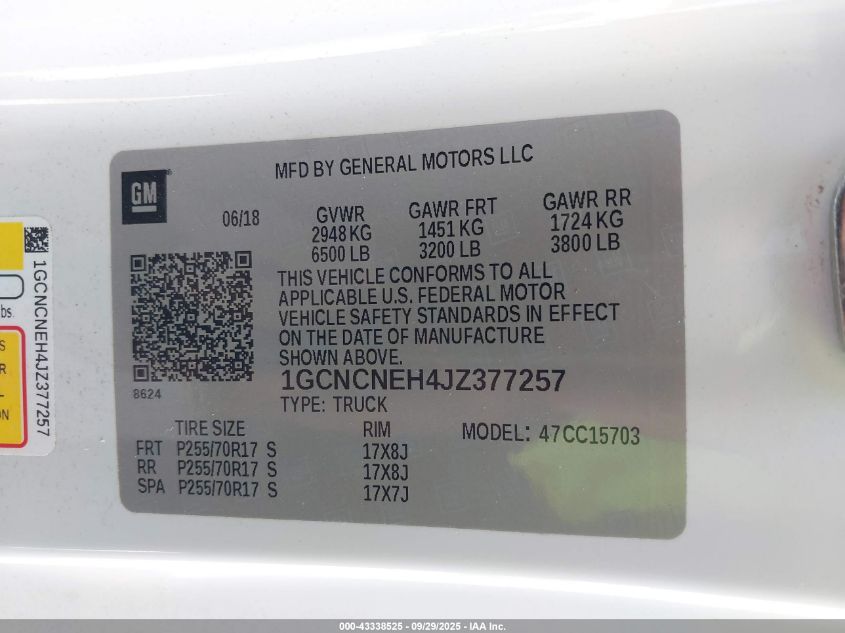 MFD BY GENERAL MOTORS LLC
GM
06/18
GVWR GAWR FRT GAWR RR
2948 KG 1451 KG 1724 KG
6500 LB 3200 LB 3800 LB
THIS VEHICLE CONFORMS TO ALL
APPLICABLE U.S. FEDERAL MOTOR
VEHICLE SAFETY STANDARDS IN EFFECT
ON THE DATE OF MANUFACTURE
SHOWN ABOVE.
8624
1GCNCNEH4JZ377257
TYPE: TRUCK
TIRE SIZE RIM MODEL: 47CC15703
FRT P255/70R17 S 17X8J
RR P255/70R17 S 17X8J
SPA P255/70R17 S 17X7J
1GCNCNEH4JZ377257
bs.
S
R
ON
000-43338525 - 09/29/2025 - IAA Inc.